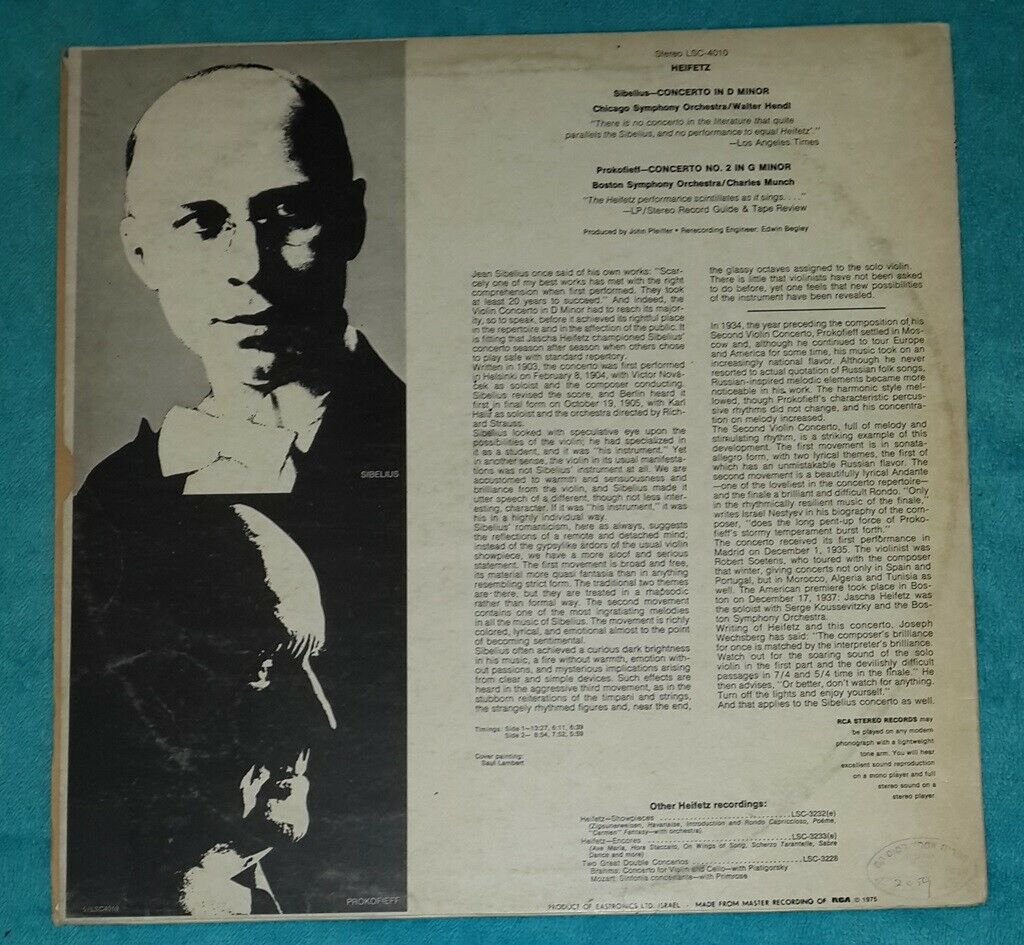 Stereo LSC-4010
HEIFETZ
Sibelius—CONCERTO IN D MINOR
Chicago Symphony Orchestra/Walter Hendl
"There is no concerto in the literature that quite
parallels the Sibelius, and no performance to equal Heifetz'."
—Los Angeles Times
Prokofieff—CONCERTO NO. 2 IN G MINOR
Boston Symphony Orchestra/Charles Munch
"The Heifetz performance scintillates as it sings. . . ."
—LP/Stereo Record Guide & Tape Review
Produced by John Pfeiffer • Rerecording Engineer: Edwin Begley
Jean Sibelius once said of his own works: "Scar-
cely one of my best works has met with the right
comprehension when first performed. They took
at least 20 years to succeed." And indeed, the
Violin Concerto in D Minor had to reach its major-
ity, so to speak, before it achieved its rightful place
in the repertoire and in the affection of the public. It
is fitting that Jascha Heifetz championed Sibelius'
concerto season after season when others chose
to play safe with standard repertory.
Written in 1903, the concerto was first performed
in Helsinki on February 8, 1904, with Victor Nová-
ček as soloist and the composer conducting.
Sibelius revised the score, and Berlin heard it
first in final form on October 19, 1905, with Karl
Halir as soloist and the orchestra directed by Rich-
ard Strauss.
Sibelius looked with speculative eye upon the
possibilities of the violin; he had specialized in
it as a student, and it was "his instrument." Yet
in another sense, the violin in its usual manifesta-
tions was not Sibelius' instrument at all. We are
accustomed to warmth and sensuousness and
brilliance from the violin, and Sibelius made it
utter speech of a different, though not less inter-
esting, character. If it was "his instrument," it was
his in a highly individual way.
Sibelius' romanticism, here as always, suggests
the reflections of a remote and detached mind;
instead of the gypsylike ardors of the usual violin
showpiece, we have a more aloof and serious
statement. The first movement is broad and free,
its material more quasi fantasia than in anything
resembling strict form. The traditional two themes
are there, but they are treated in a rhapsodic
rather than formal way. The second movement
contains one of the most ingratiating melodies
in all the music of Sibelius. The movement is richly
colored, lyrical, and emotional almost to the point
of becoming sentimental.
Sibelius often achieved a curious dark brightness
in his music, a fire without warmth, emotion with-
out passions, and mysterious implications arising
from clear and simple devices. Such effects are
heard in the aggressive third movement, as in the
stubborn reiterations of the timpani and strings,
the strangely rhythmed figures and, near the end,
the glassy octaves assigned to the solo violin.
There is little that violinists have not been asked
to do before, yet one feels that new possibilities
of the instrument have been revealed.
In 1934, the year preceding the composition of his
Second Violin Concerto, Prokofieff settled in Mos-
cow and, although he continued to tour Europe
and America for some time, his music took on an
increasingly national flavor. Although he never
resorted to actual quotation of Russian folk songs,
Russian-inspired melodic elements became more
noticeable in his work. The harmonic style mel-
lowed, though Prokofieff's characteristic percus-
sive rhythms did not change, and his concentra-
tion on melody increased.
The Second Violin Concerto, full of melody and
stimulating rhythm, is a striking example of this
development. The first movement is in sonata-
allegro form, with two lyrical themes, the first of
which has an unmistakable Russian flavor. The
second movement is a beautifully lyrical Andante
—one of the loveliest in the concerto repertoire—
and the finale a brilliant and difficult Rondo. "Only
in the rhythmically resilient music of the finale,"
writes Israel Nestyev in his biography of the com-
poser, "does the long pent-up force of Proko-
fieff's stormy temperament burst forth."
The concerto received its first performance in
Madrid on December 1, 1935. The violinist was
Robert Soetens, who toured with the composer
that winter, giving concerts not only in Spain and
Portugal, but in Morocco, Algeria and Tunisia as
well. The American premiere took place in Bos-
ton on December 17, 1937: Jascha Heifetz was
the soloist with Serge Koussevitzky and the Bos-
ton Symphony Orchestra.
Writing of Heifetz and this concerto, Joseph
Wechsberg has said: "The composer's brilliance
for once is matched by the interpreter's brilliance.
Watch out for the soaring sound of the solo
violin in the first part and the devilishly difficult
passages in 7/4 and 5/4 time in the finale." He
then advises, "Or better, don't watch for anything.
Turn off the lights and enjoy yourself."
And that applies to the Sibelius concerto as well.
Timings: Side 1—13:27, 6:11, 6:39
Side 2— 8:54, 7:52, 5:59
Cover painting:
Saul Lambert
RCA STEREO RECORDS may
be played on any modern
phonograph with a lightweight
tone arm. You will hear
excellent sound reproduction
on a mono player and full
stereo sound on a
stereo player
Other Heifetz recordings:
Heifetz—Showpieces LSC-3232(e)
(Zigeunerweisen, Havanaise, Introduction and Rondo Capriccioso, Poème,
"Carmen" Fantasy—with orchestra).
Heifetz—Encores LSC-3233(e)
(Ave Maria, Hora Staccato, On Wings of Song, Scherzo Tarantelle, Sabre
Dance and more)
Two Great Double Concertos LSC-3228
Brahms: Concerto for Violin and Cello—with Piatigorsky
Mozart: Sinfonia concertante—with Primrose
PRODUCT OF EASTRONICS LTD. ISRAEL - MADE FROM MASTER RECORDING OF RCA © 1975
SIBELIUS
PROKOFIEFF